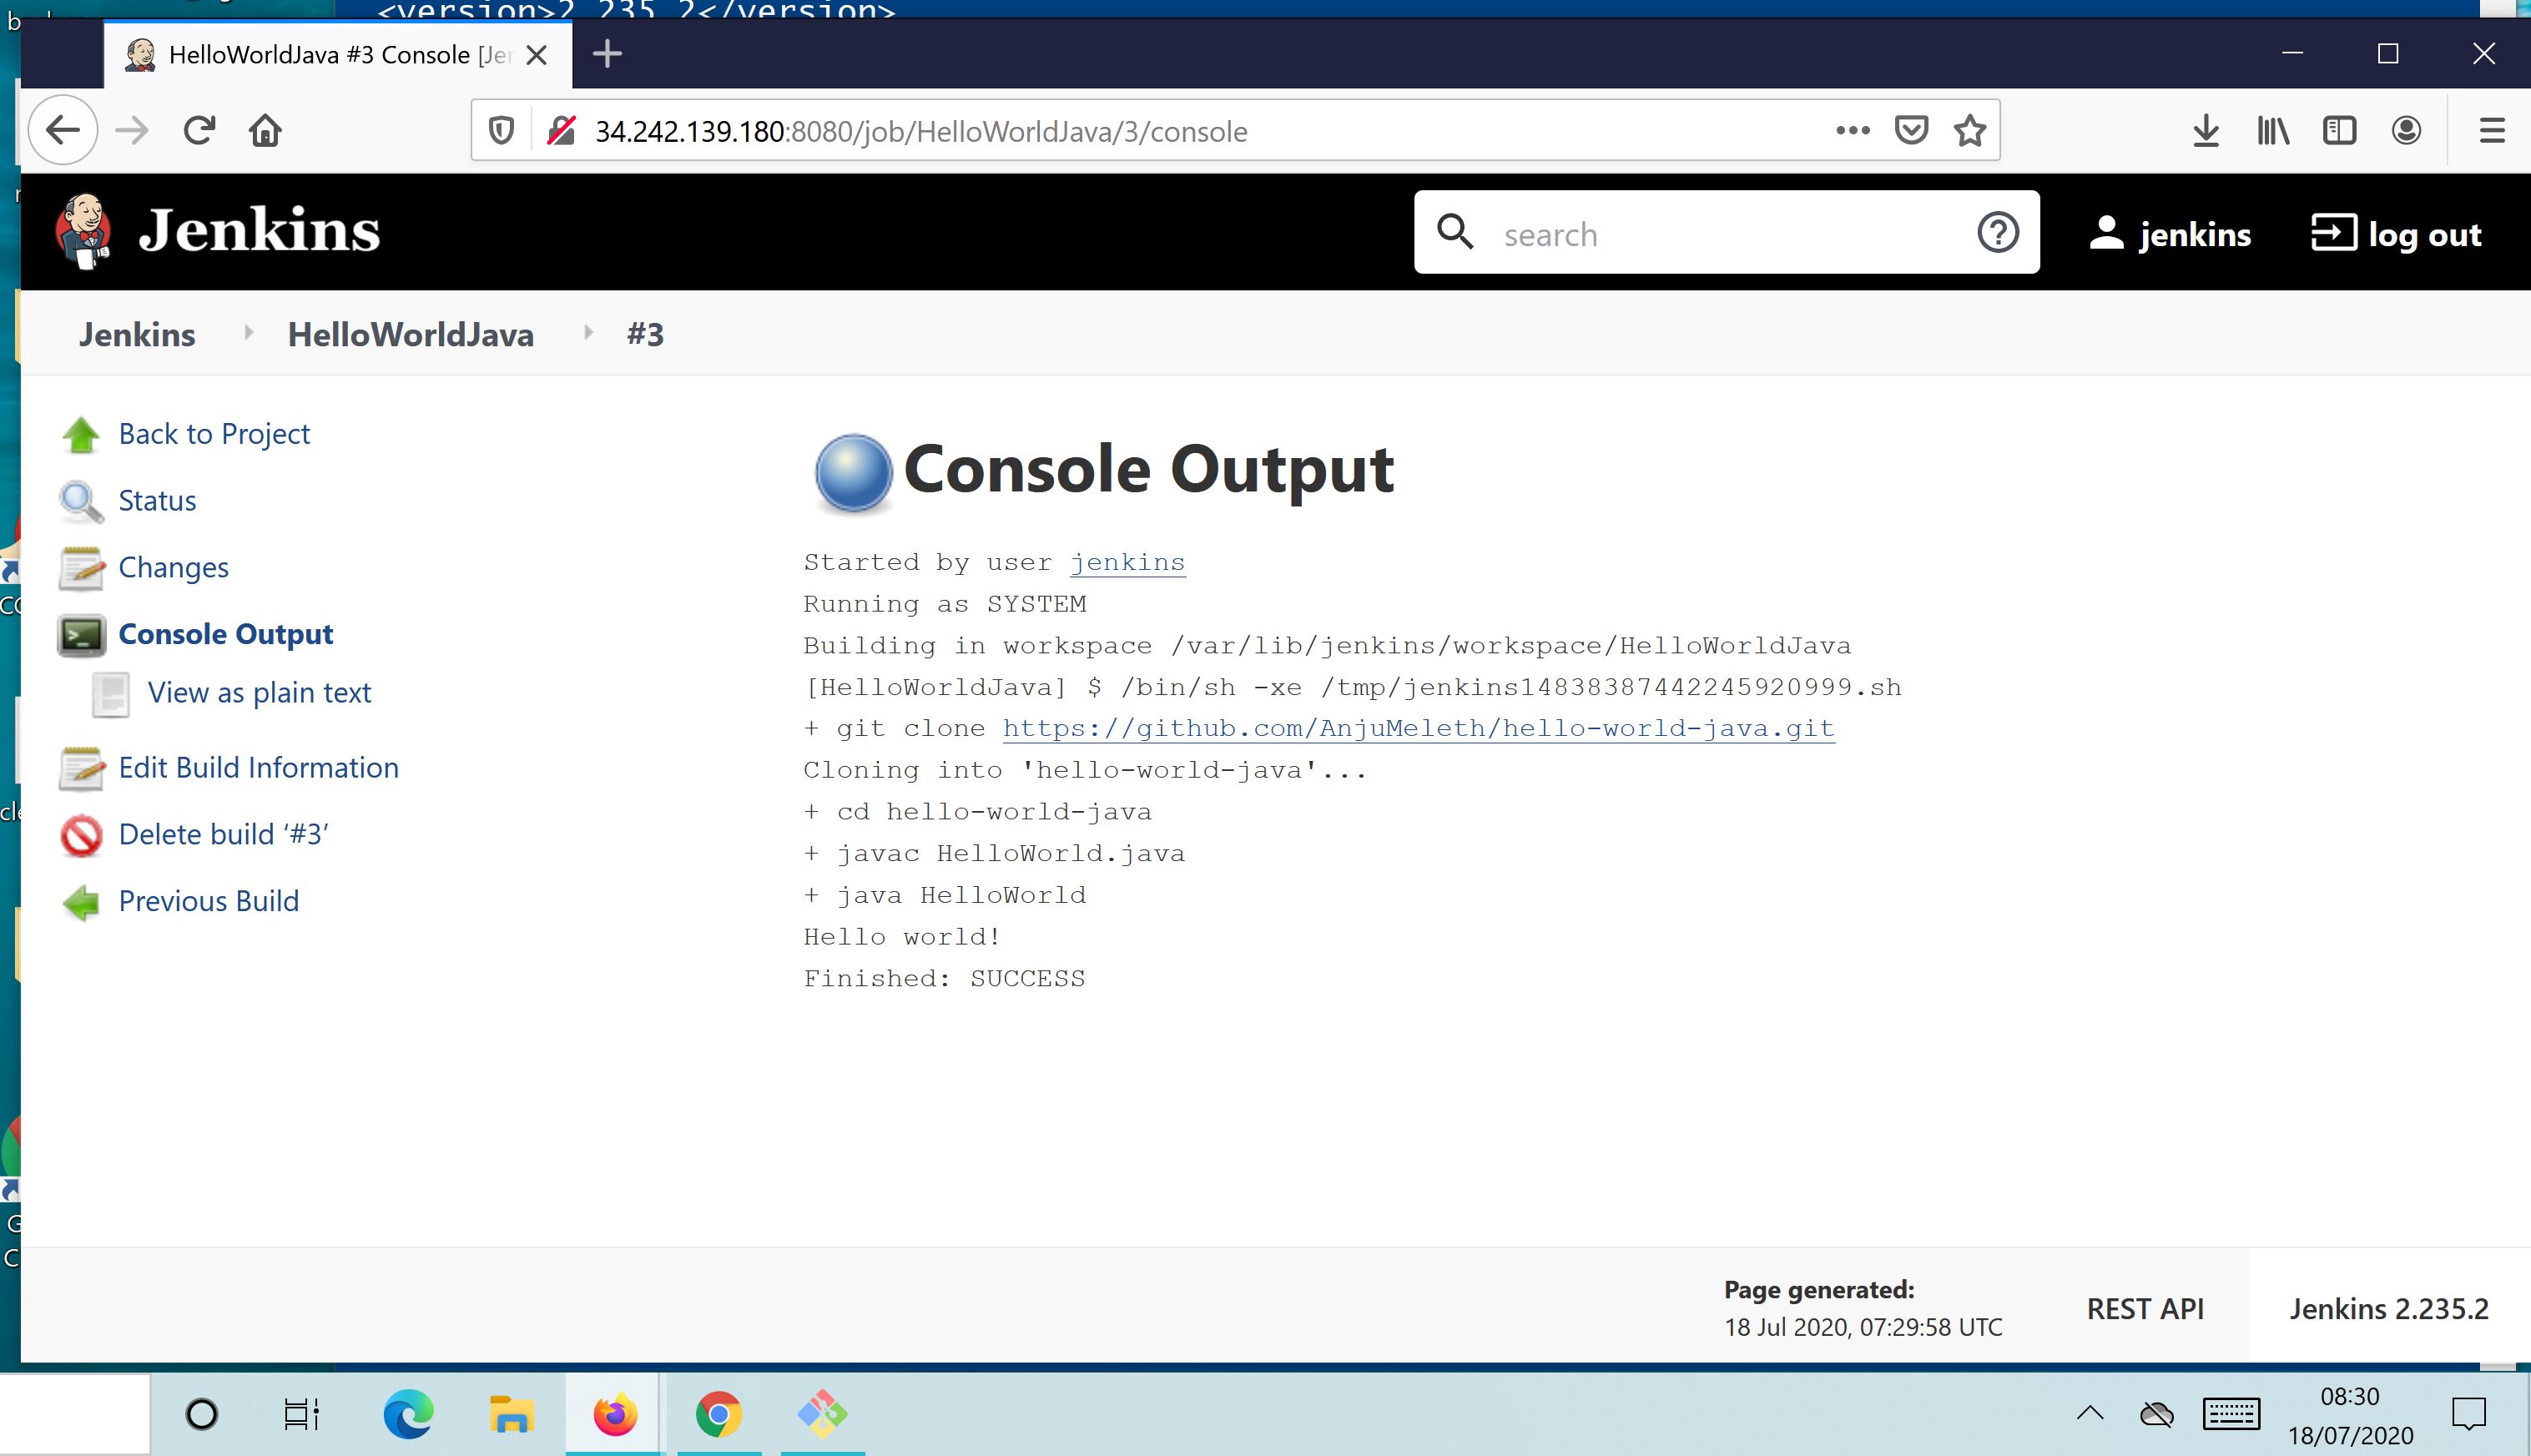 <version>2.235.2</version>
HelloWorldJava #3 Console [Jen
34.242.139.180:8080/job/HelloWorldJava/3/console
Jenkins
search
jenkins
log out
Jenkins
HelloWorldJava
#3
Back to Project
Status
Changes
Console Output
View as plain text
Edit Build Information
Delete build ‘#3’
Previous Build
Console Output
Started by user jenkins
Running as SYSTEM
Building in workspace /var/lib/jenkins/workspace/HelloWorldJava
[HelloWorldJava] $ /bin/sh -xe /tmp/jenkins14838387442245920999.sh
+ git clone https://github.com/AnjuMeleth/hello-world-java.git
Cloning into 'hello-world-java'...
+ cd hello-world-java
+ javac HelloWorld.java
+ java HelloWorld
Hello world!
Finished: SUCCESS
Page generated:
18 Jul 2020, 07:29:58 UTC
REST API
Jenkins 2.235.2
08:30
18/07/2020